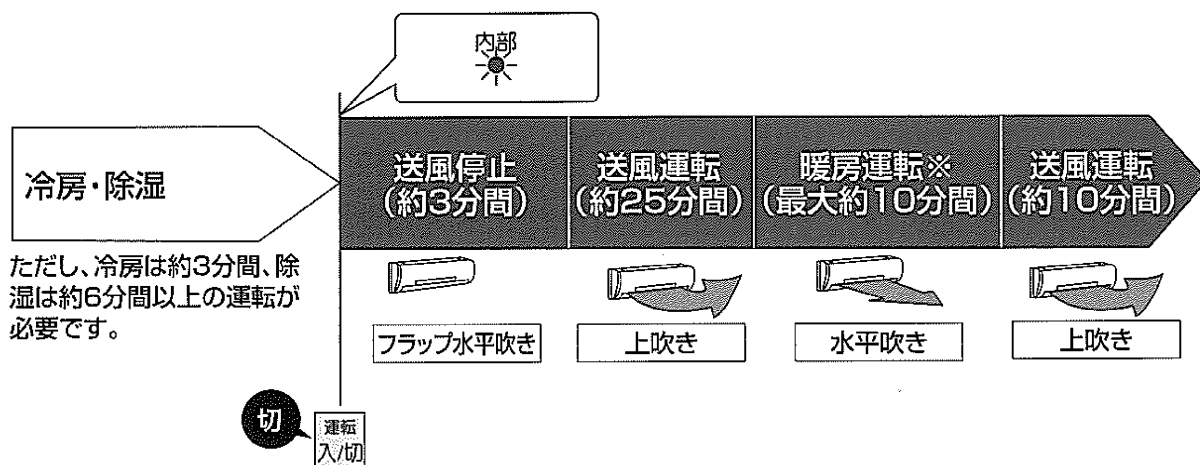 内部
冷房・除湿
送風停止
(約3分間)
送風運転
(約25分間)
暖房運転※
(最大約10分間)
送風運転
(約10分間)
ただし、冷房は約3分間、除
湿は約6分間以上の運転が
必要です。
フラップ水平吹き
上吹き
水平吹き
上吹き
切
運転
入/切